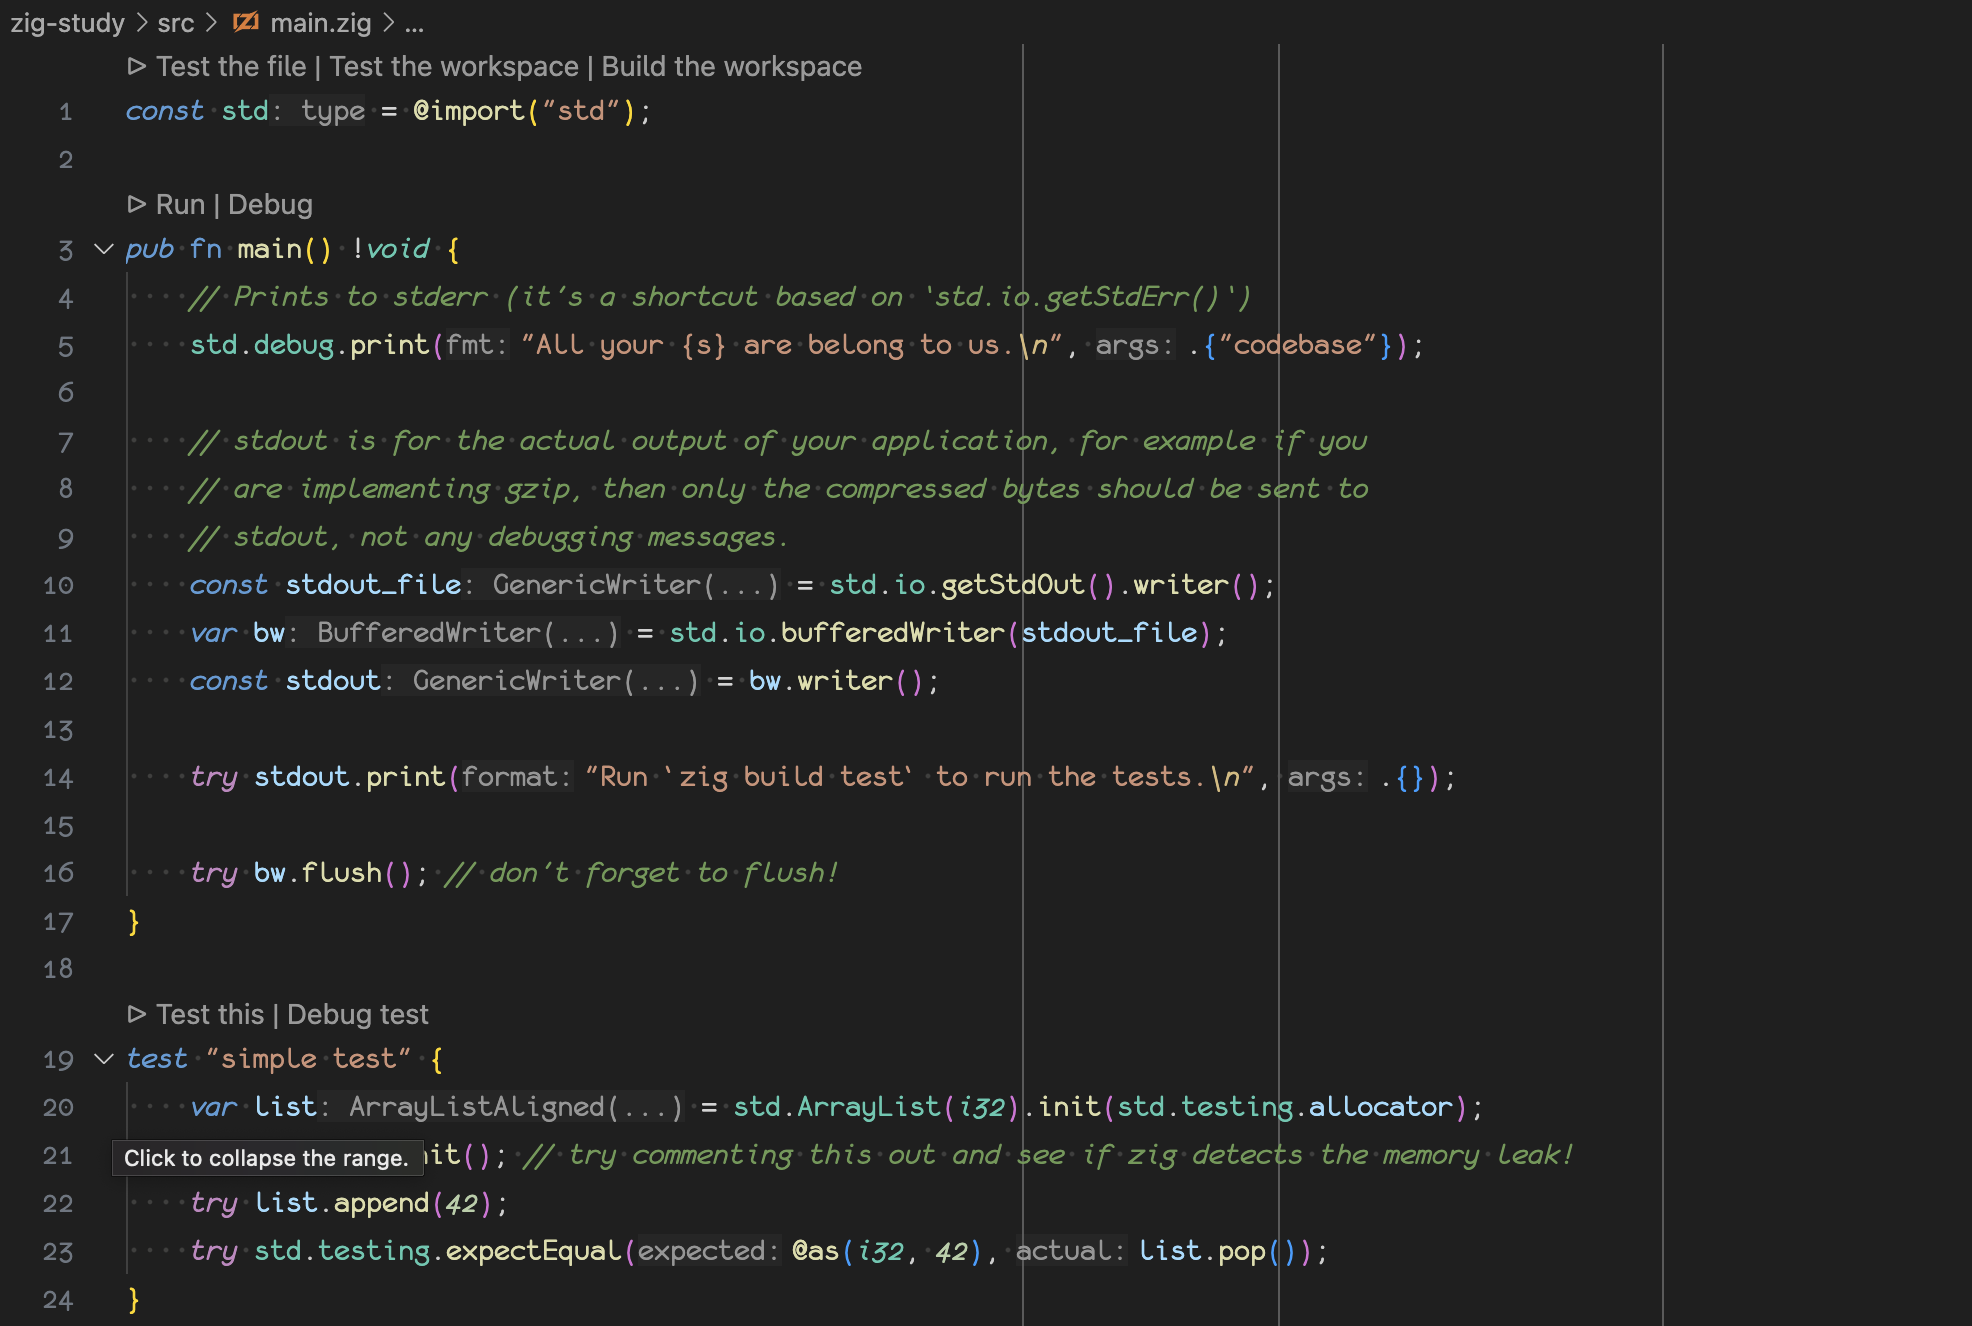 zig-study > src > main.zig > ...
Test the file | Test the workspace | Build the workspace
1 const std: type = @import("std");
2
Run | Debug
3 pub fn main() !void {
4 // Prints to stderr (it's a shortcut based on `std.io.getStdErr()`)
5 std.debug.print(fmt: "All your {s} are belong to us.\n", args: .{"codebase"});
6
7 // stdout is for the actual output of your application, for example if you
8 // are implementing gzip, then only the compressed bytes should be sent to
9 // stdout, not any debugging messages.
10 const stdout_file: GenericWriter(...) = std.io.getStdOut().writer();
11 var bw: BufferedWriter(...) = std.io.bufferedWriter(stdout_file);
12 const stdout: GenericWriter(...) = bw.writer();
13
14 try stdout.print(format: "Run `zig build test` to run the tests.\n", args: .{});
15
16 try bw.flush(); // don't forget to flush!
17 }
18
Test this | Debug test
19 test "simple test" {
20 var list: ArrayListAligned(...) = std.ArrayList(i32).init(std.testing.allocator);
21 Click to collapse the range. it(); // try commenting this out and see if zig detects the memory leak!
22 try list.append(42);
23 try std.testing.expectEqual(expected: @as(i32, 42), actual: list.pop());
24 }